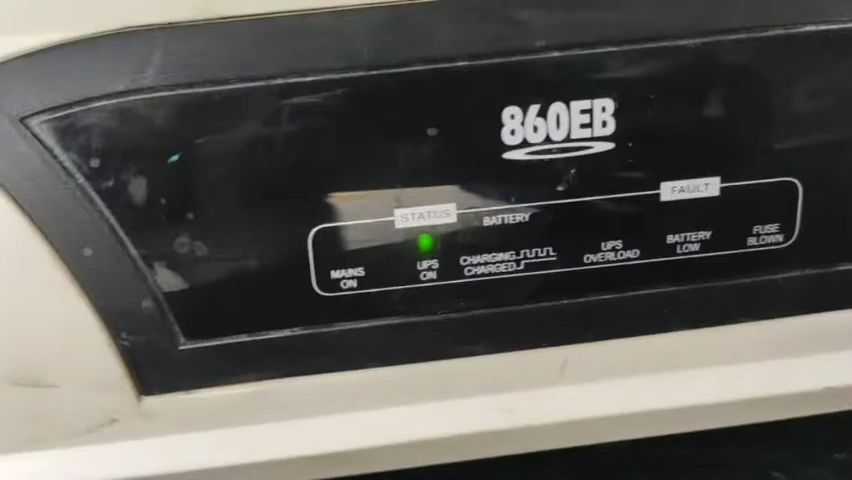 860EB
STATUS
FAULT
BATTERY
MAINS
ON
UPS
ON
CHARGING
CHARGED
UPS
OVERLOAD
BATTERY
LOW
FUSE
BLOWN